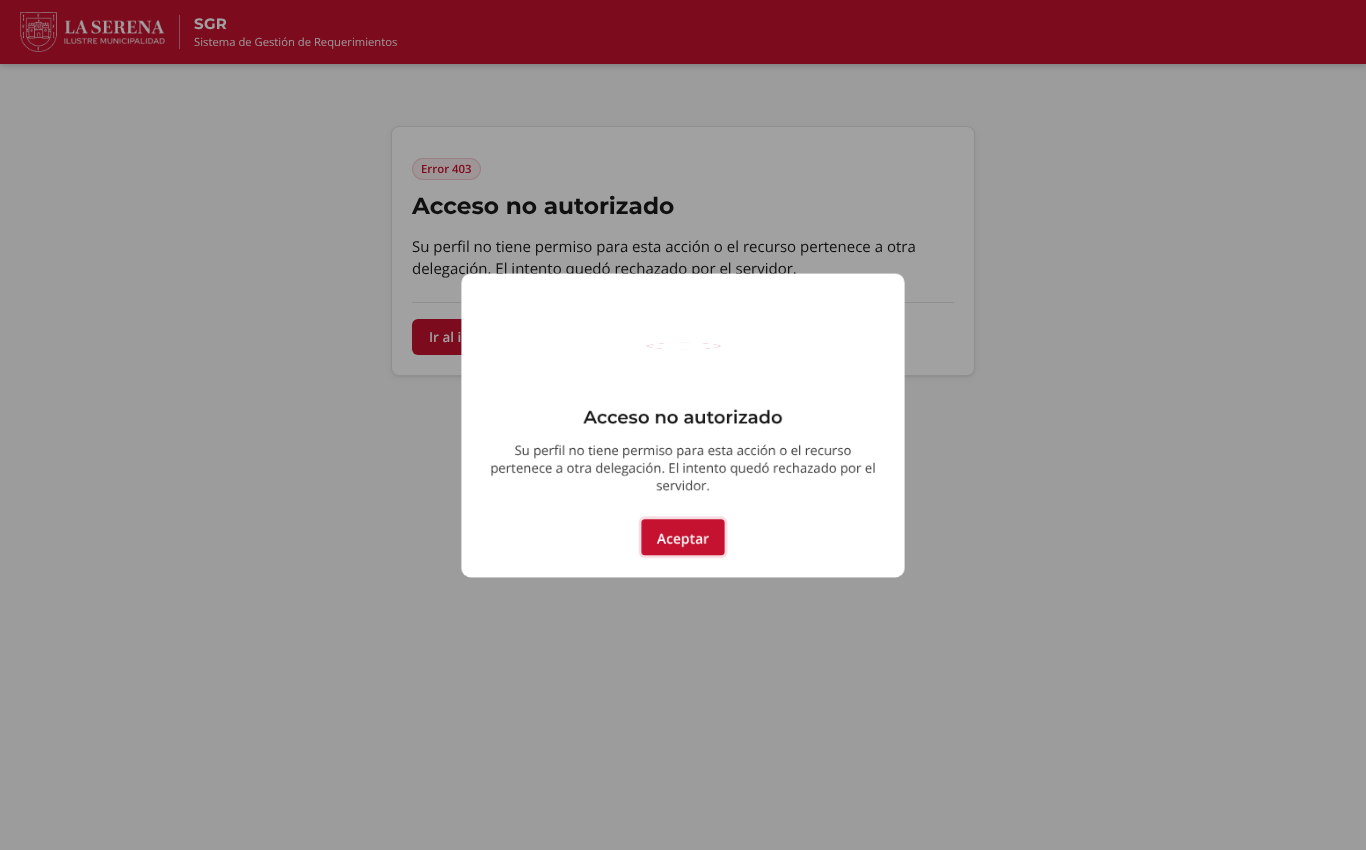 LA SERENA
ILUSTRE MUNICIPALIDAD
SGR
Sistema de Gestión de Requerimientos
Error 403
Acceso no autorizado
Su perfil no tiene permiso para esta acción o el recurso pertenece a otra
delegación. El intento quedó rechazado por el servidor.
Ir al i
Acceso no autorizado
Su perfil no tiene permiso para esta acción o el recurso
pertenece a otra delegación. El intento quedó rechazado por el
servidor.
Aceptar